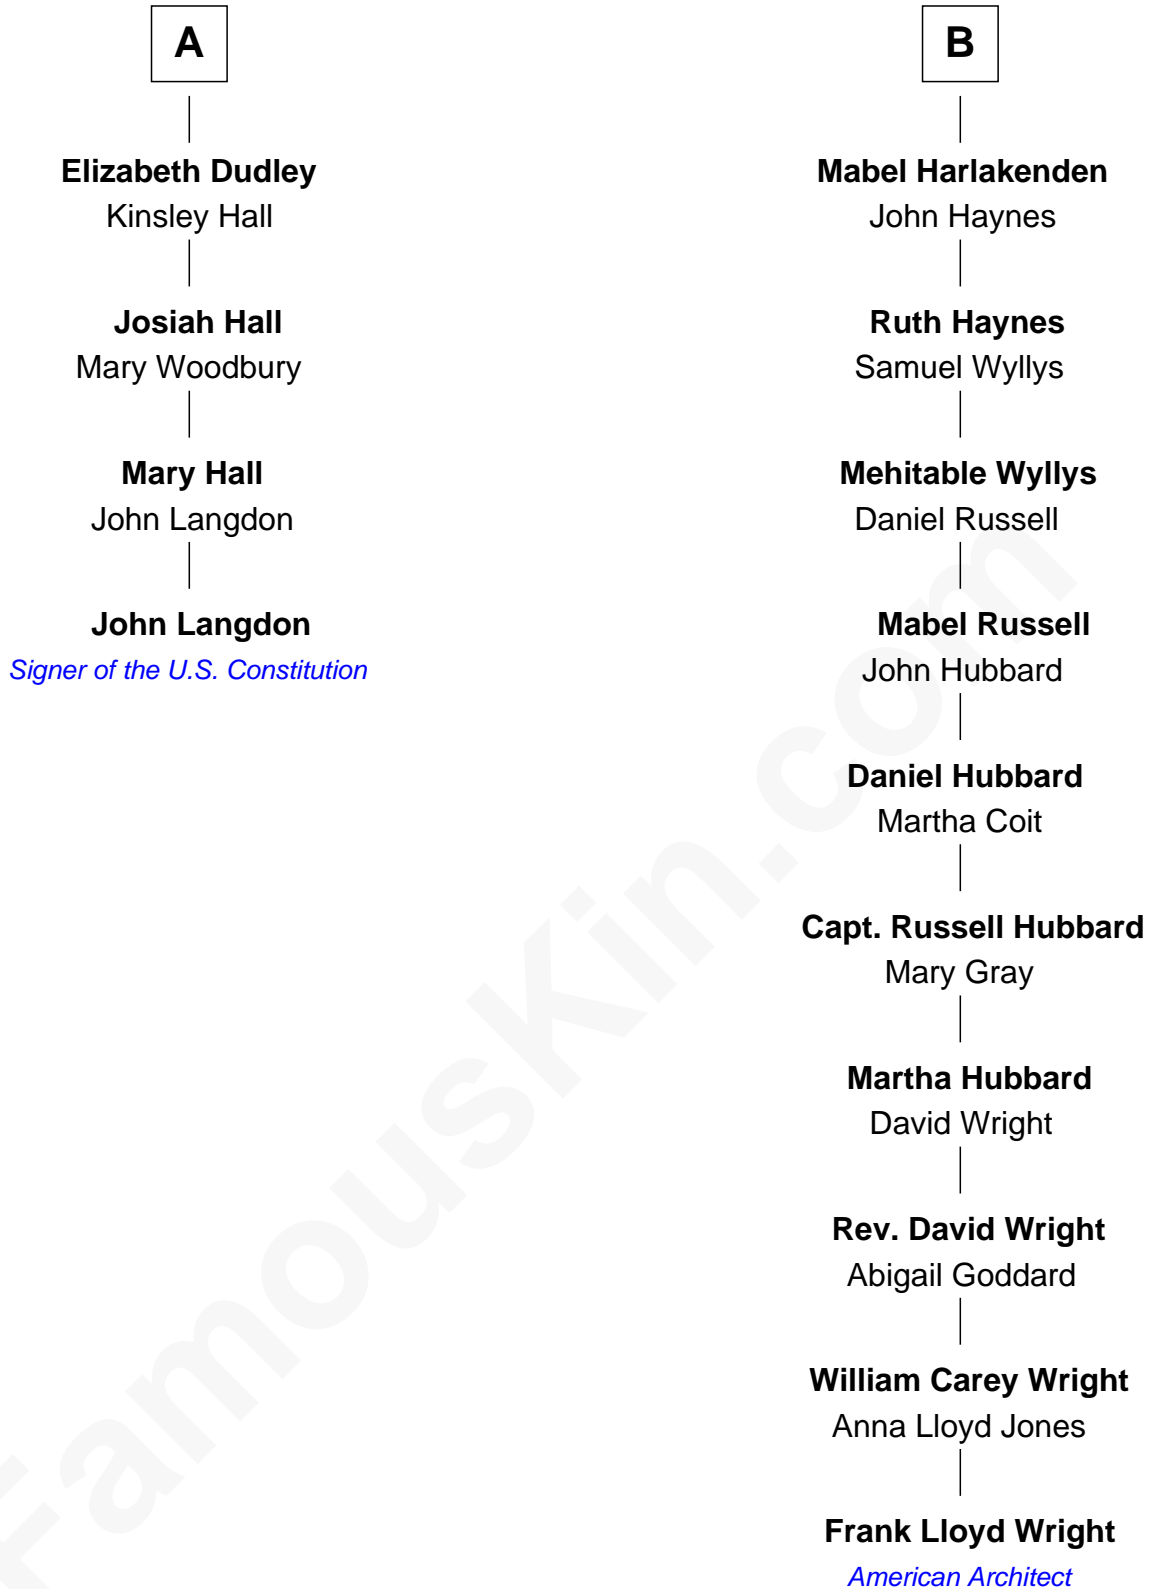 A
Elizabeth Dudley
Kinsley Hall
Josiah Hall
Mary Woodbury
Mary Hall
John Langdon
John Langdon
Signer of the U.S. Constitution
B
Mabel Harlakenden
John Haynes
Ruth Haynes
Samuel Wyllys
Mehitable Wyllys
Daniel Russell
Mabel Russell
John Hubbard
Daniel Hubbard
Martha Coit
Capt. Russell Hubbard
Mary Gray
Martha Hubbard
David Wright
Rev. David Wright
Abigail Goddard
William Carey Wright
Anna Lloyd Jones
Frank Lloyd Wright
American Architect
FamousKin.com